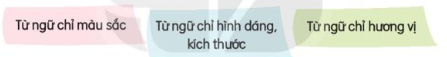 Từ ngữ chỉ màu sắc
Từ ngữ chỉ hình dáng,
kích thước
Từ ngữ chỉ hương vị